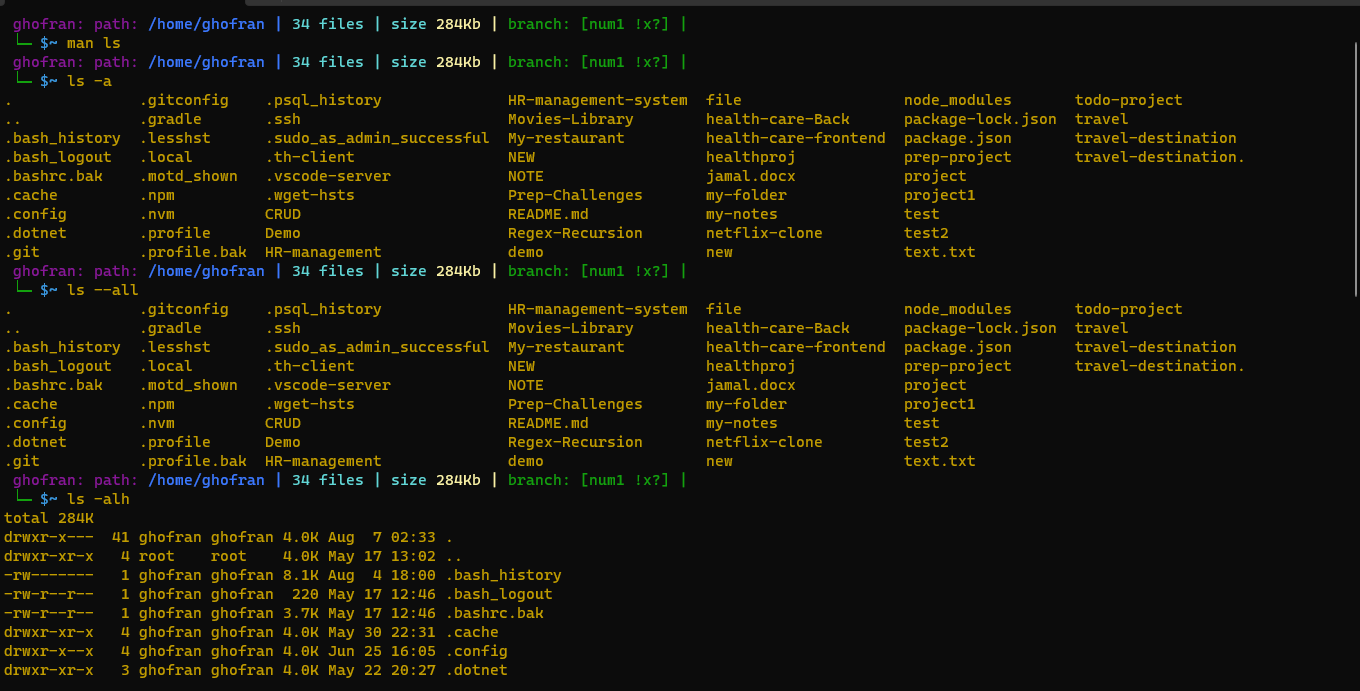 ghofran: path: /home/ghofran | 34 files | size 284Kb | branch: [num1 !x?] |
└─ $~ man ls
ghofran: path: /home/ghofran | 34 files | size 284Kb | branch: [num1 !x?] |
└─ $~ ls -a
. .gitconfig .psql_history HR-management-system file node_modules todo-project
.. .gradle .ssh Movies-Library health-care-Back package-lock.json travel
.bash_history .lesshst .sudo_as_admin_successful My-restaurant health-care-frontend package.json travel-destination
.bash_logout .local .th-client NEW healthproj prep-project travel-destination.
.bashrc.bak .motd_shown .vscode-server NOTE jamal.docx project
.cache .npm .wget-hsts Prep-Challenges my-folder project1
.config .nvm CRUD README.md my-notes test
.dotnet .profile Demo Regex-Recursion netflix-clone test2
.git .profile.bak HR-management demo new text.txt
ghofran: path: /home/ghofran | 34 files | size 284Kb | branch: [num1 !x?] |
└─ $~ ls --all
. .gitconfig .psql_history HR-management-system file node_modules todo-project
.. .gradle .ssh Movies-Library health-care-Back package-lock.json travel
.bash_history .lesshst .sudo_as_admin_successful My-restaurant health-care-frontend package.json travel-destination
.bash_logout .local .th-client NEW healthproj prep-project travel-destination.
.bashrc.bak .motd_shown .vscode-server NOTE jamal.docx project
.cache .npm .wget-hsts Prep-Challenges my-folder project1
.config .nvm CRUD README.md my-notes test
.dotnet .profile Demo Regex-Recursion netflix-clone test2
.git .profile.bak HR-management demo new text.txt
ghofran: path: /home/ghofran | 34 files | size 284Kb | branch: [num1 !x?] |
└─ $~ ls -alh
total 284K
drwxr-x--- 41 ghofran ghofran 4.0K Aug 7 02:33 .
drwxr-xr-x 4 root root 4.0K May 17 13:02 ..
-rw------- 1 ghofran ghofran 8.1K Aug 4 18:00 .bash_history
-rw-r--r-- 1 ghofran ghofran 220 May 17 12:46 .bash_logout
-rw-r--r-- 1 ghofran ghofran 3.7K May 17 12:46 .bashrc.bak
drwxr-xr-x 4 ghofran ghofran 4.0K May 30 22:31 .cache
drwxr-x--x 4 ghofran ghofran 4.0K Jun 25 16:05 .config
drwxr-xr-x 3 ghofran ghofran 4.0K May 22 20:27 .dotnet